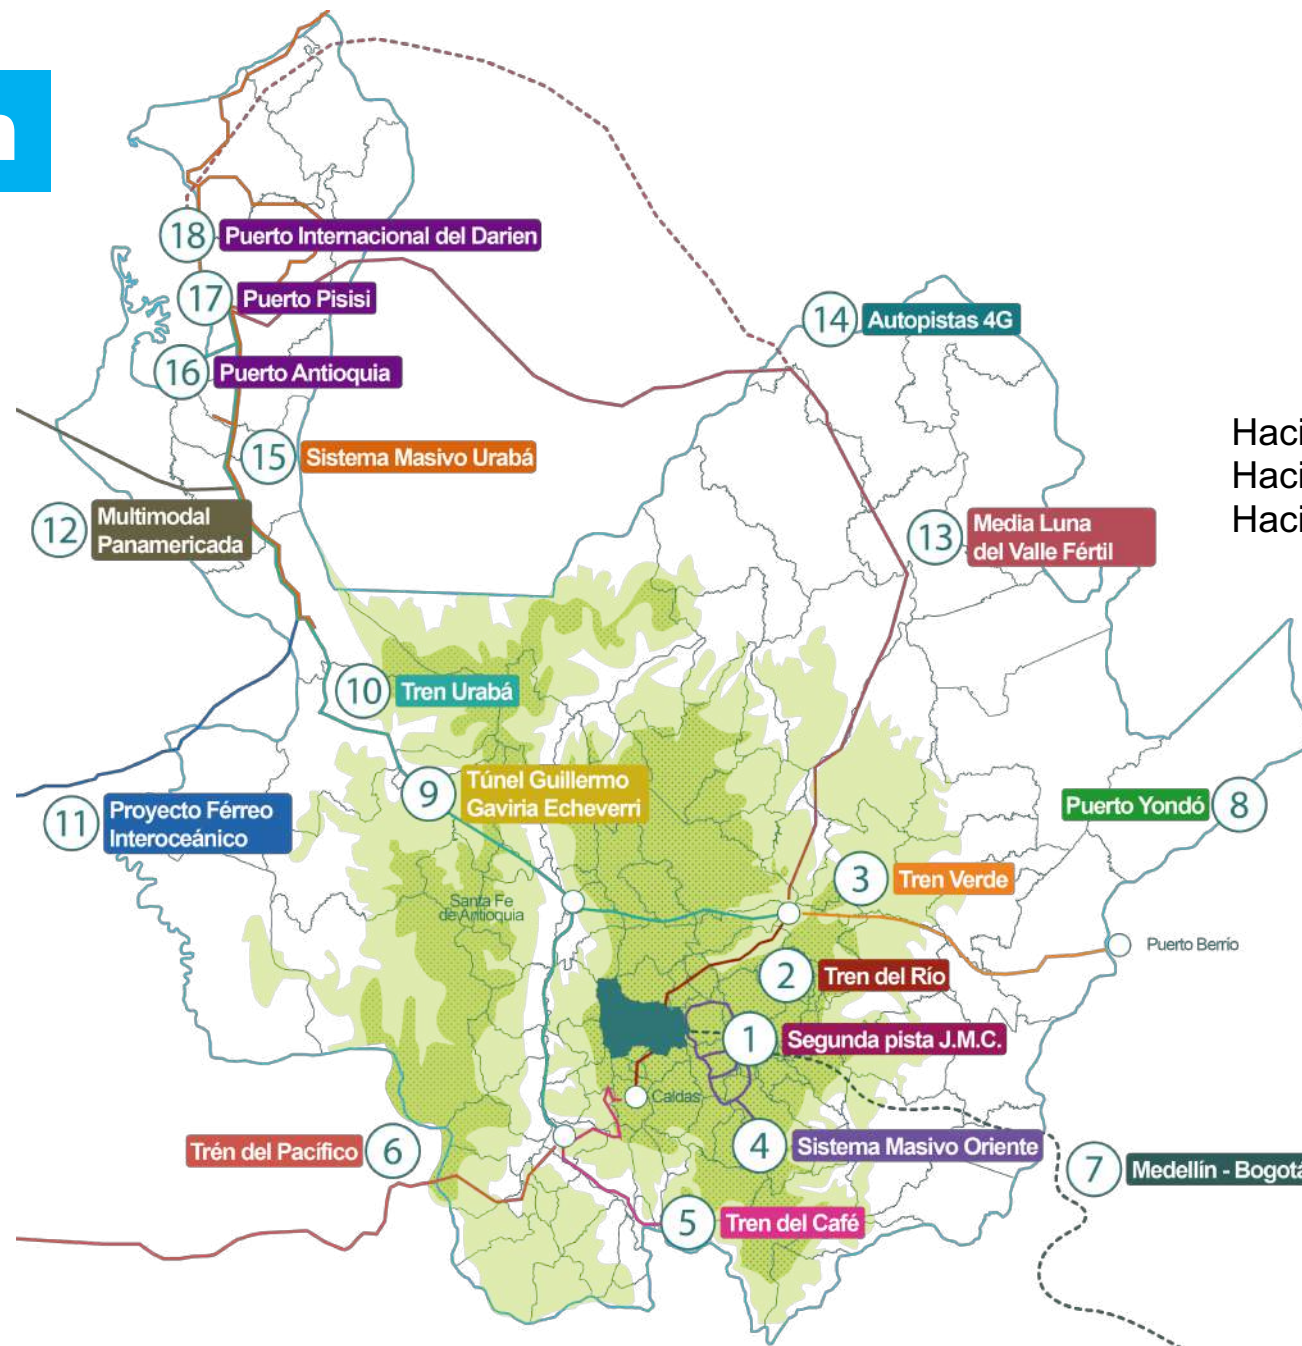 n
18 Puerto Internacional del Darien
17 Puerto Pisisi
14 Autopistas 4G
16 Puerto Antioquia
Haci
15 Sistema Masivo Urabá
Haci
Haci
12 Multimodal
Panamericada
13 Media Luna
del Valle Fértil
10 Tren Urabá
9 Túnel Guillermo
Gaviria Echeverri
11 Proyecto Férreo
Interoceánico
Puerto Yondó 8
3 Tren Verde
Santa Fe
de Antioquia
Puerto Berrío
2 Tren del Río
1 Segunda pista J.M.C.
Caldas
Trén del Pacífico 6
4 Sistema Masivo Oriente
7 Medellín - Bogotá
5 Tren del Café